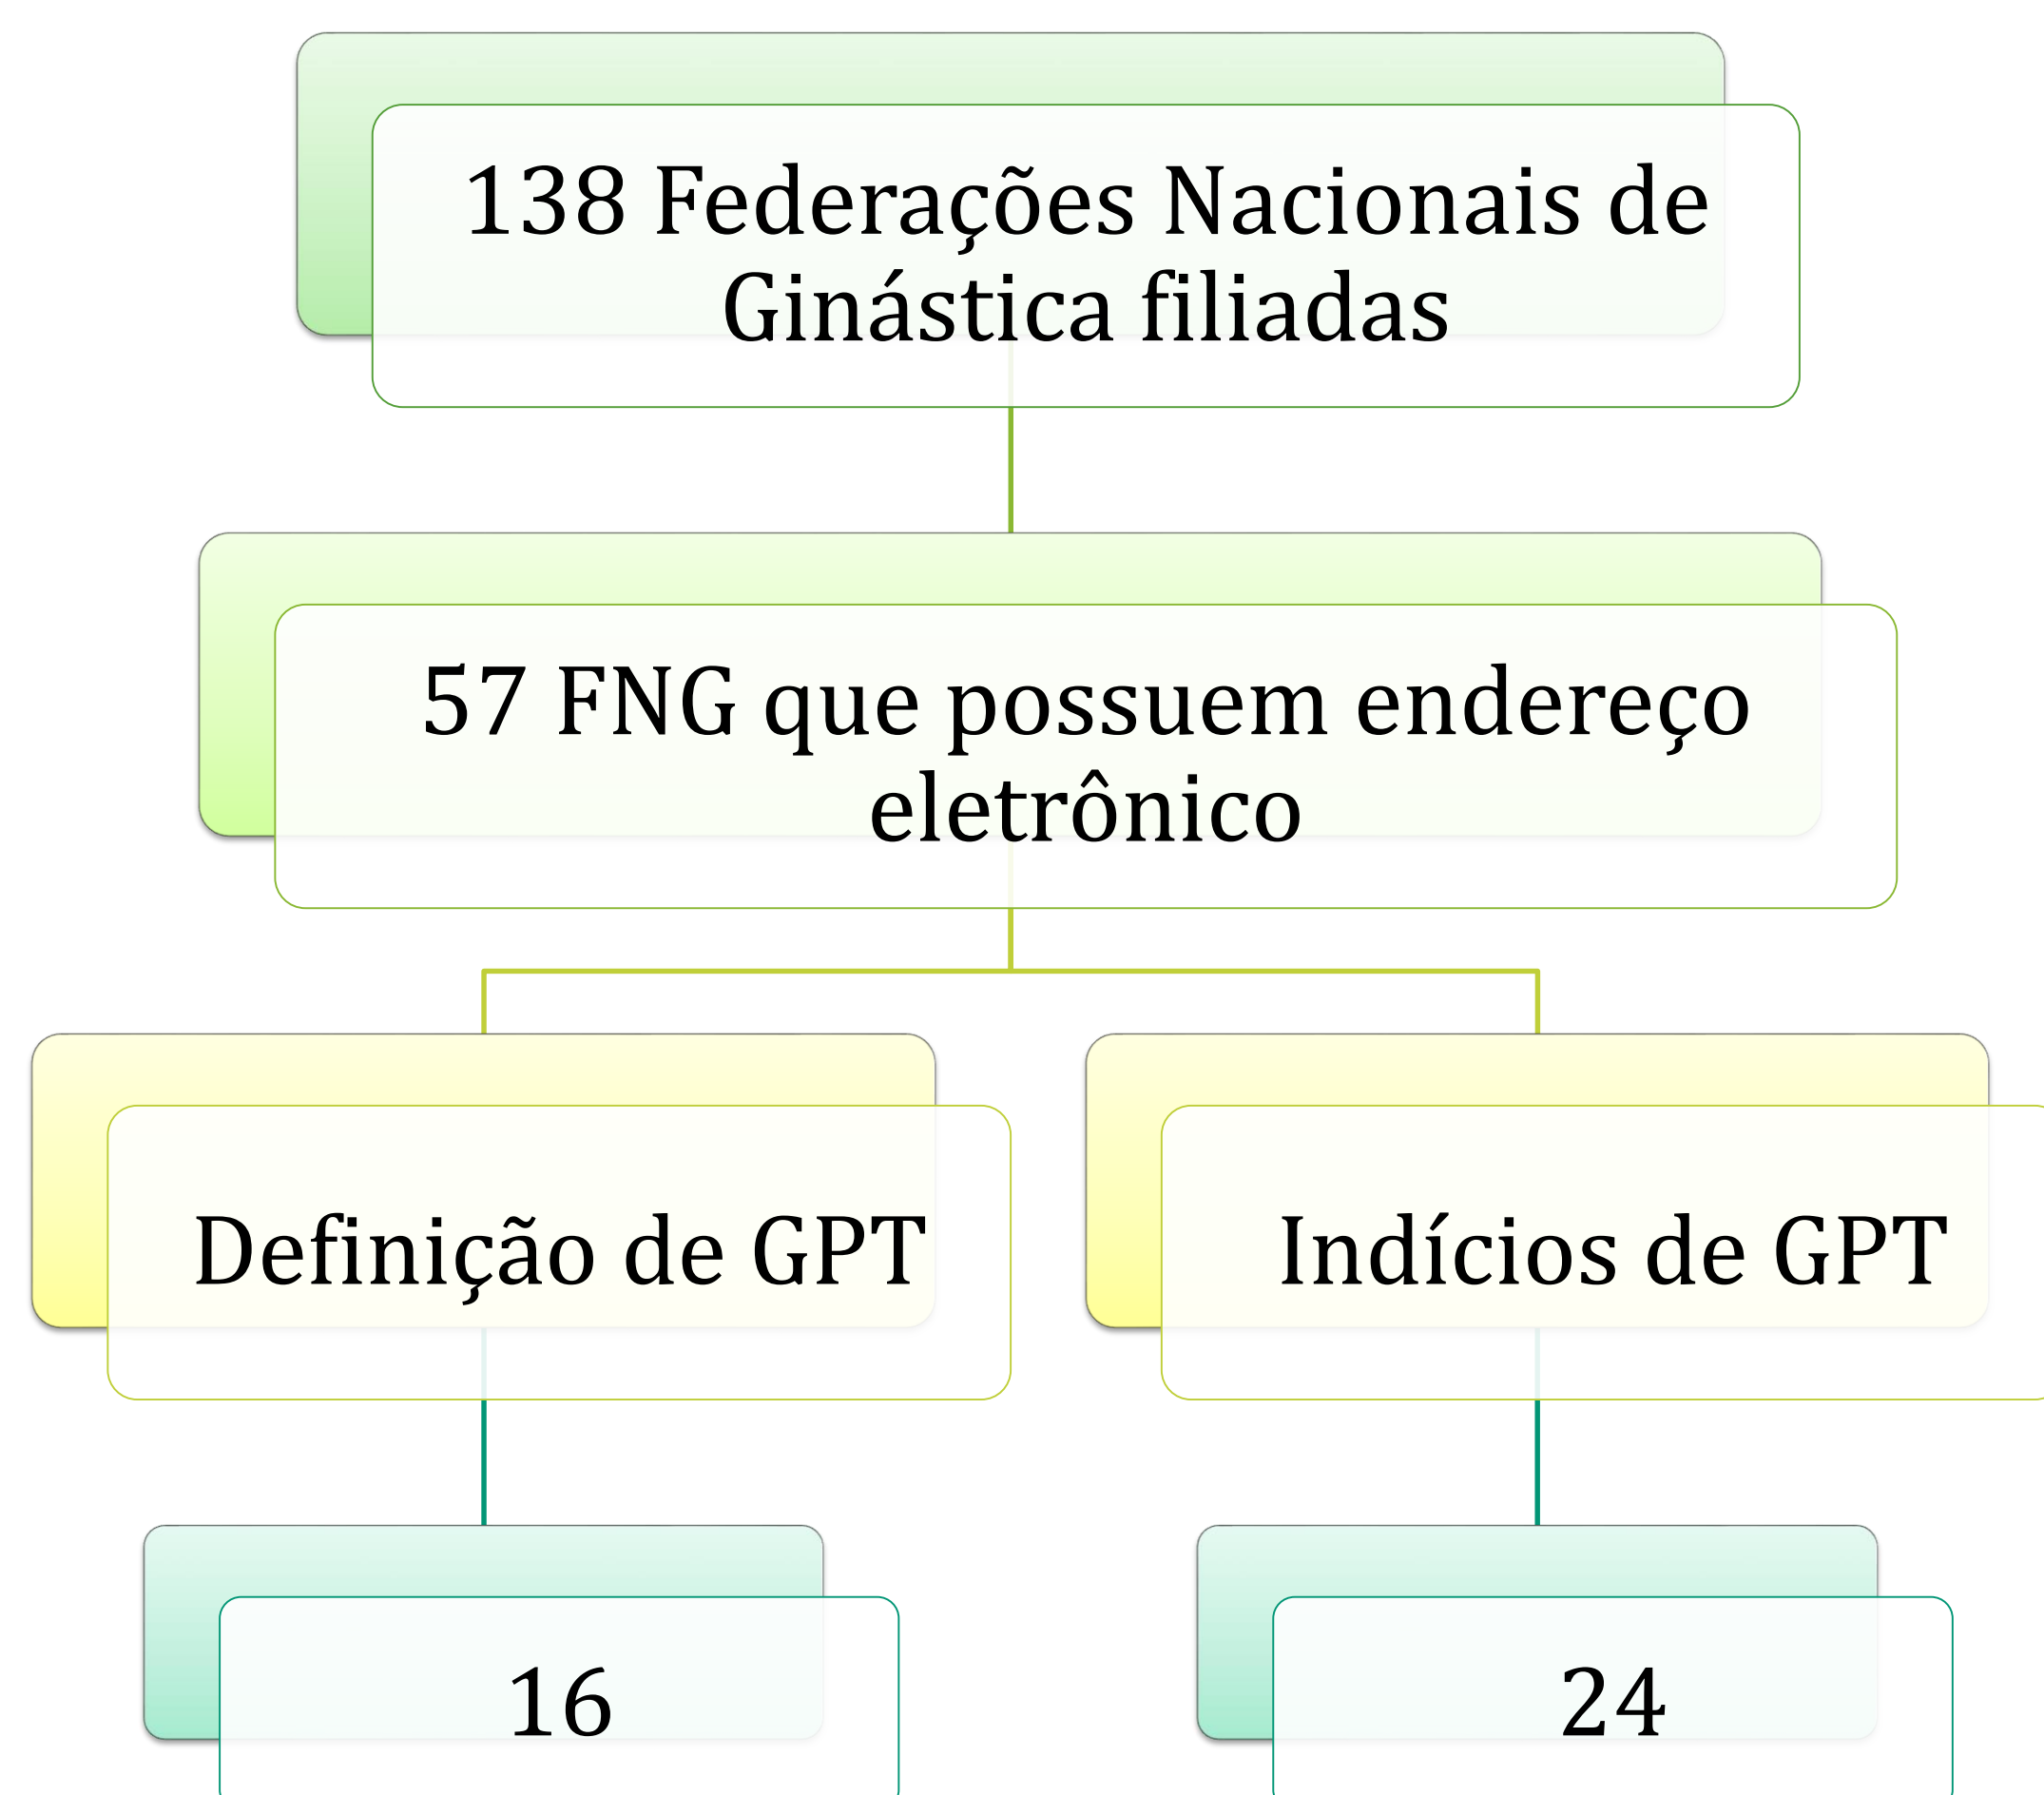 138 Federações Nacionais de
Ginástica filiadas
57 FNG que possuem endereço
eletrônico
Definição de GPT
Indícios de GPT
16
24